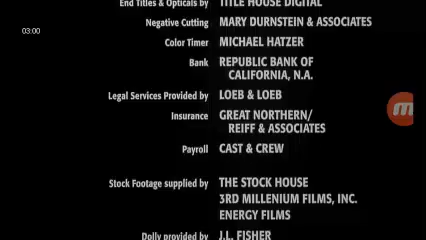 End Titles & Opticals by TITLE HOUSE DIGITAL
Negative Cutting MARY DURNSTEIN & ASSOCIATES
03:00
Color Timer MICHAEL HATZER
Bank REPUBLIC BANK OF
CALIFORNIA, N.A.
Legal Services Provided by LOEB & LOEB
Insurance GREAT NORTHERN/
REIFF & ASSOCIATES
Payroll CAST & CREW
Stock Footage supplied by THE STOCK HOUSE
3RD MILLENIUM FILMS, INC.
ENERGY FILMS
Dolly provided by J.L. FISHER